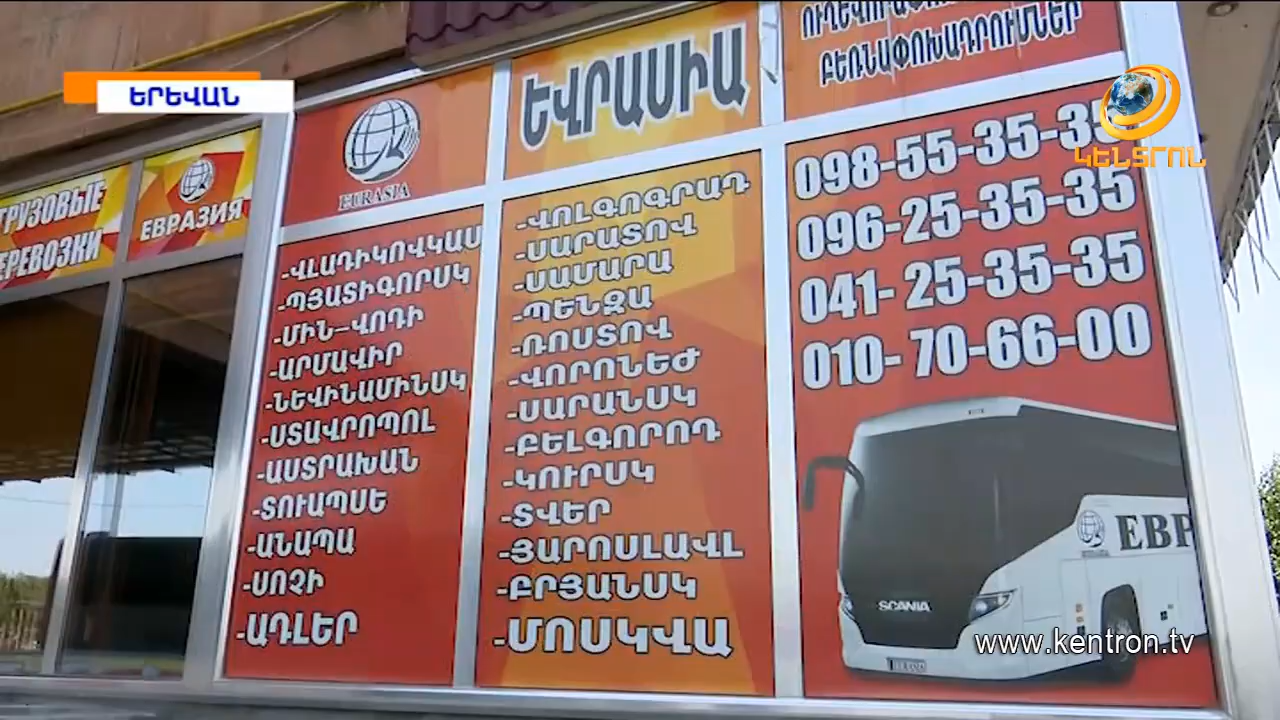 ԵՐԵՎԱՆ
ԿԵՆՏՐՈՆ
ГРУЗОВЫЕ
ПЕРЕВОЗКИ
ЕВРАЗИЯ
EURASIA
ԵՎՐԱՍԻԱ
ԲԵՌՆԱՓՈԽԱԴՐՈՒՄՆԵՐ
-ՎԼԱԴԻԿՈՎԿԱՍ
-ՊՅԱՏԻԳՈՐՍԿ
-ՄԻՆ-ՎՈԴԻ
-ԱՐՄԱՎԻՐ
-ՆԵՎԻՆԱՄԻՆՍԿ
-ՍՏԱՎՐՈՊՈԼ
-ԱՍՏՐԱԽԱՆ
-ՏՈՒԱՊՍԵ
-ԱՆԱՊԱ
-ՍՈՉԻ
-ԱԴԼԵՐ
-ՎՈԼԳՈԳՐԱԴ
-ՍԱՐԱՏՈՎ
-ՍԱՄԱՐԱ
-ՊԵՆԶԱ
-ՌՈՍՏՈՎ
-ՎՈՐՈՆԵԺ
-ՍԱՐԱՆՍԿ
-ԲԵԼԳՈՐՈԴ
-ԿՈՒՐՍԿ
-ՏՎԵՐ
-ՅԱՐՈՍԼԱՎԼ
-ԲՐՅԱՆՍԿ
-ՄՈՍԿՎԱ
098-55-35-35
096-25-35-35
041- 25-35-35
010- 70-66-00
ЕВР
SCANIA
www.kentron.tv